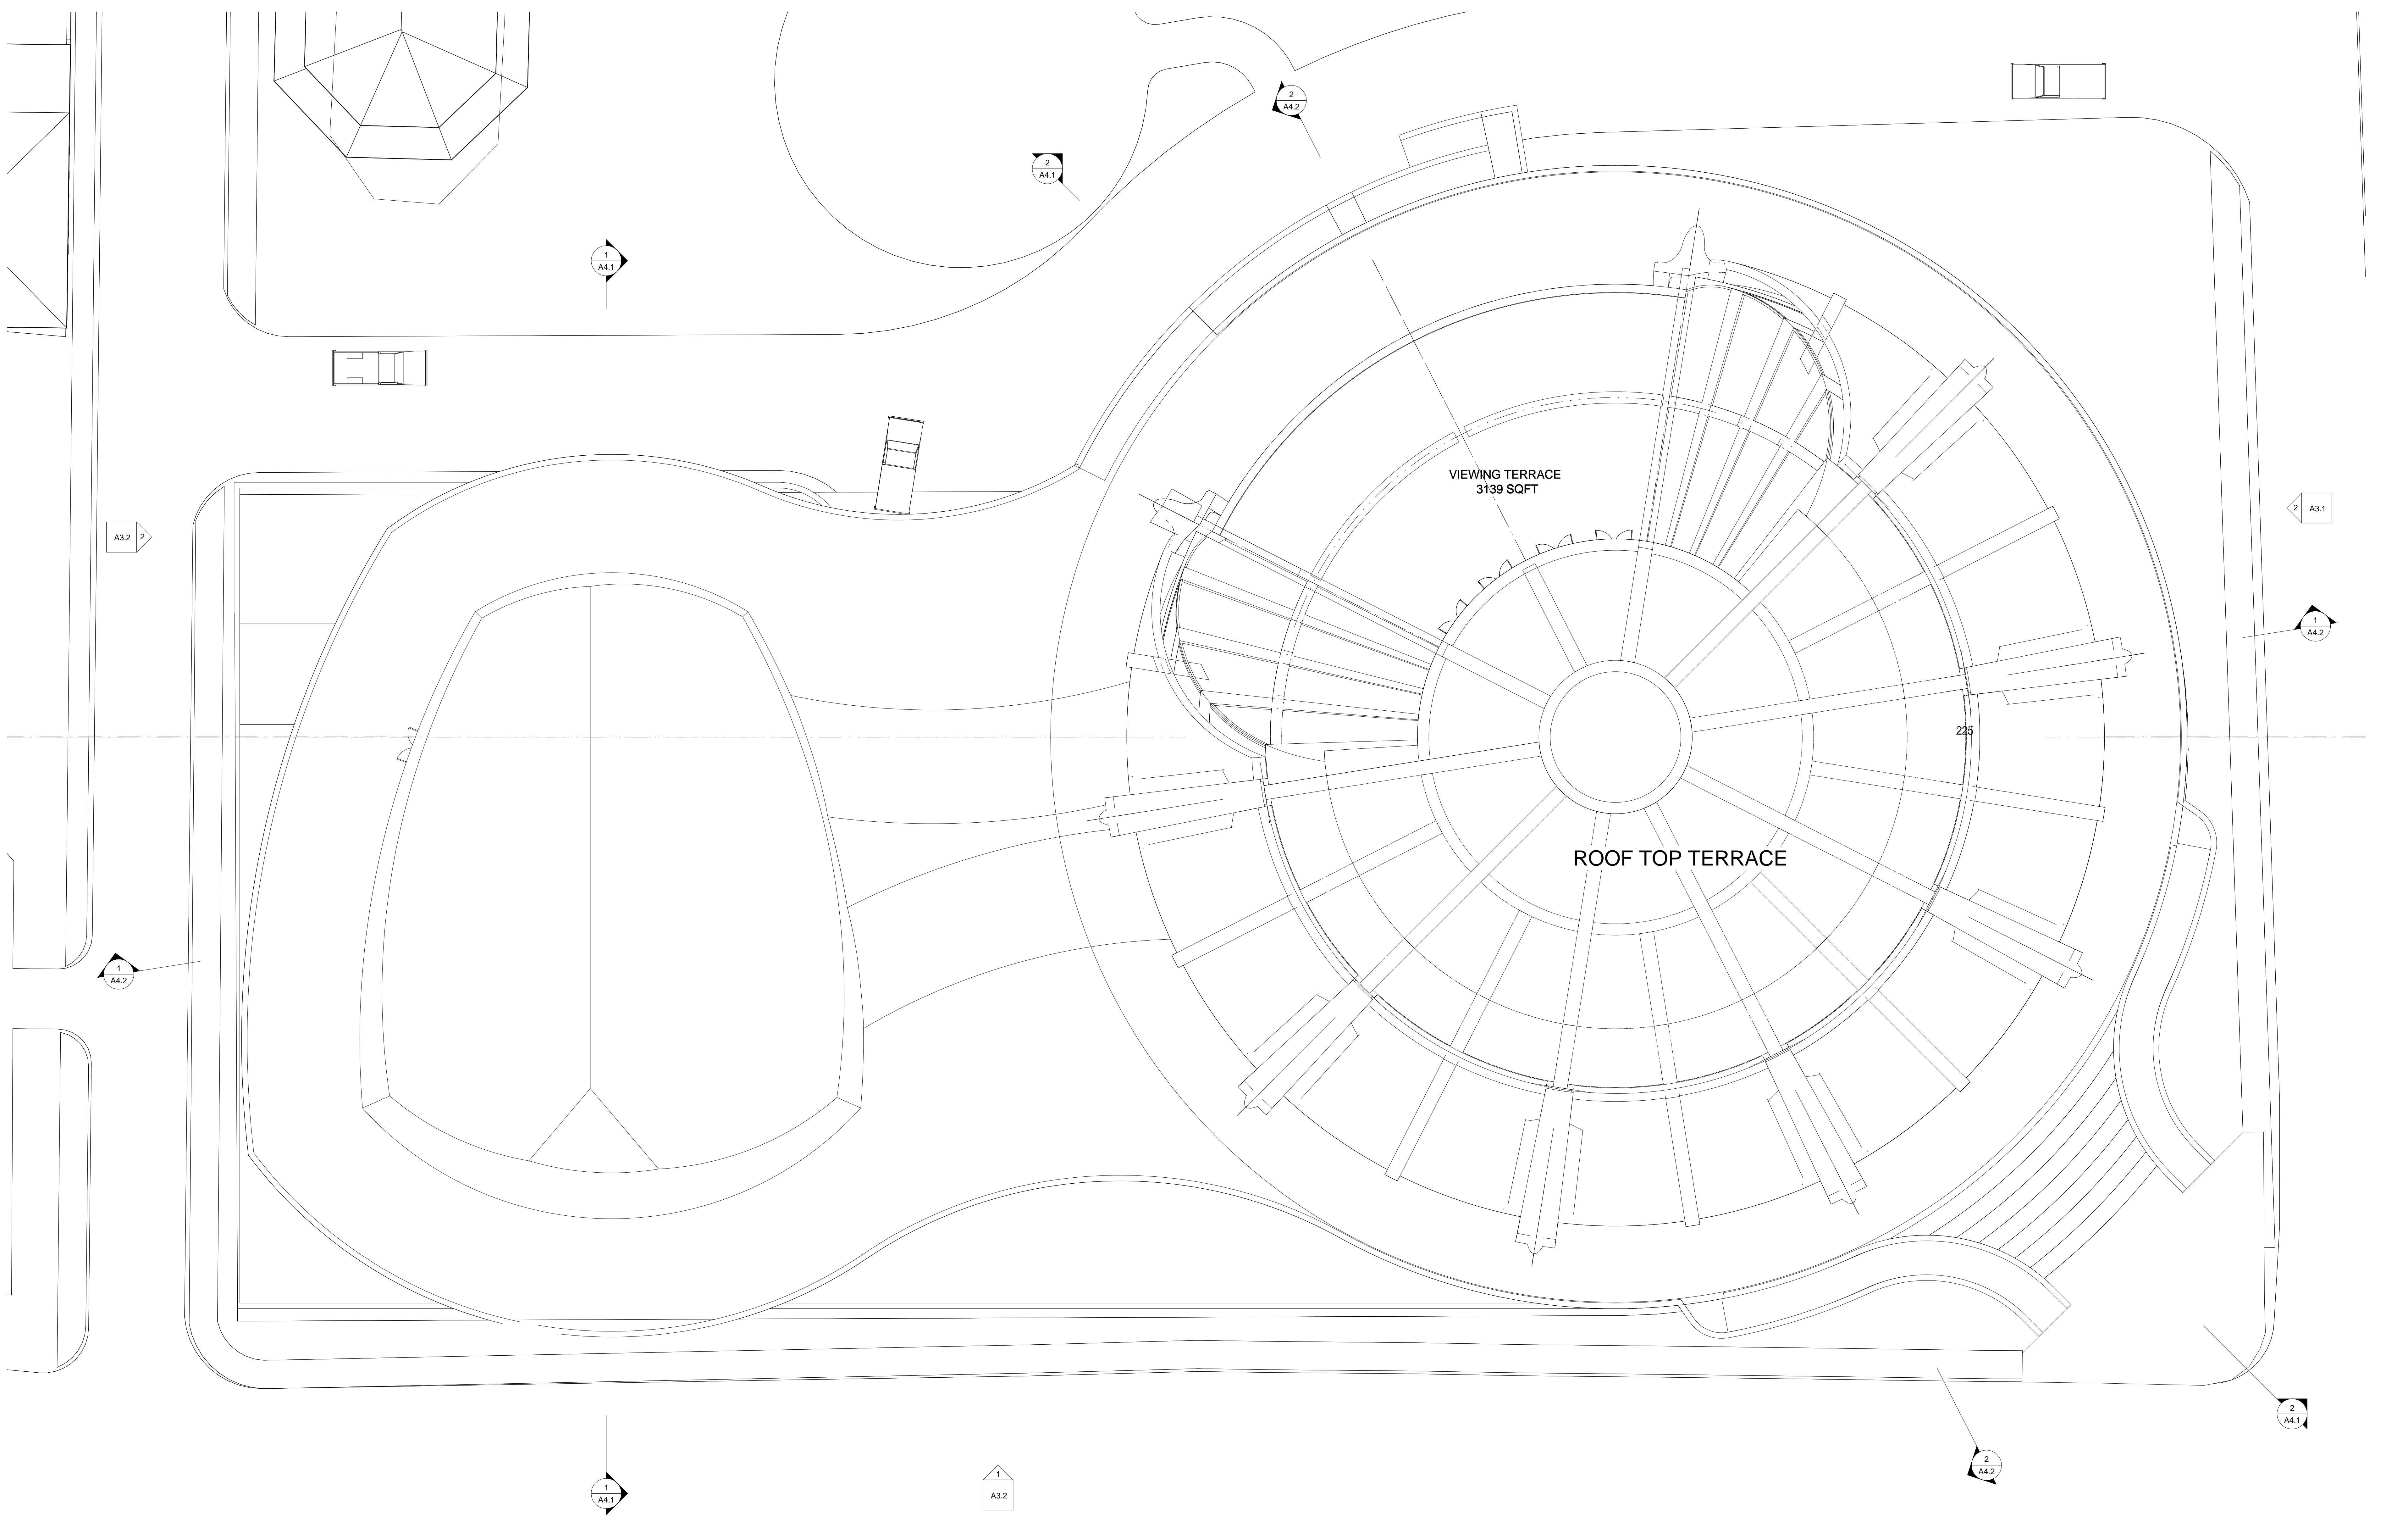 2
A4.2
2
A4.1
1
A4.1
VIEWING TERRACE
3139 SQFT
2
A3.1
A3.2
2
1
A4.2
225
ROOF TOP TERRACE
1
A4.2
2
A4.1
2
A4.2
1
A4.1
1
A3.2